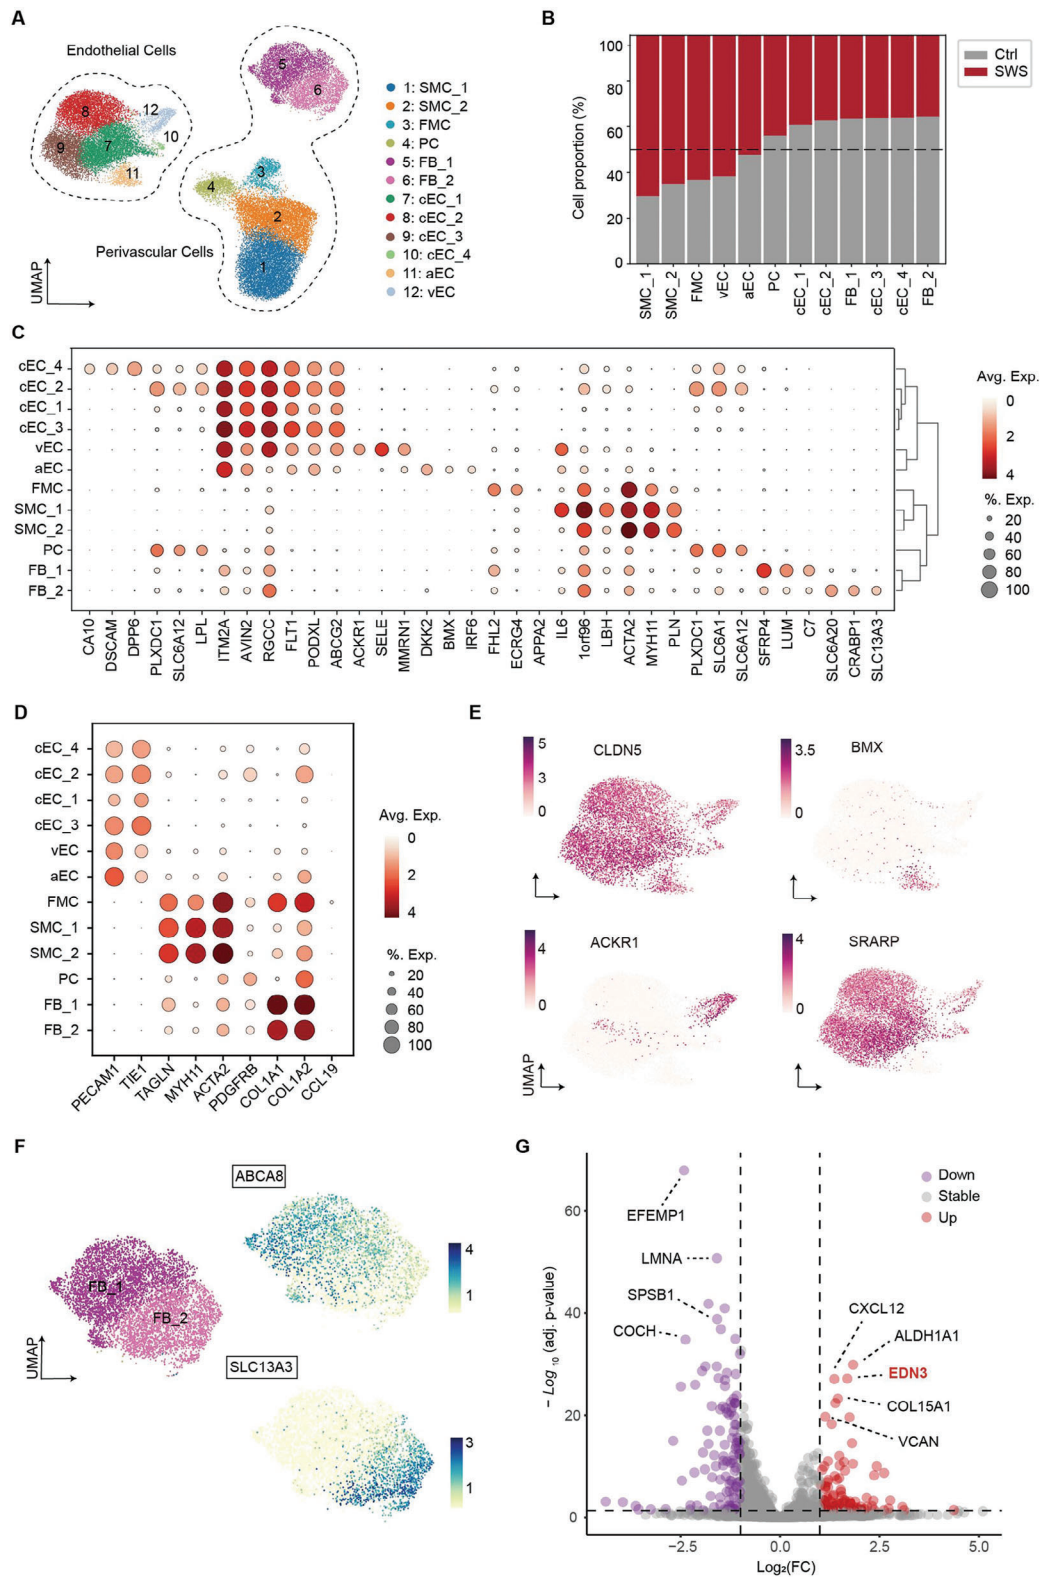 A
Endothelial Cells
5
6
12
8
10
7
9
11
3
4
2
1
Perivascular Cells
UMAP
1: SMC_1
2: SMC_2
3: FMC
4: PC
5: FB_1
6: FB_2
7: cEC_1
8: cEC_2
9: cEC_3
10: cEC_4
11: aEC
12: vEC
B
Cell proportion (%)
100
80
60
40
20
0
SMC_1
SMC_2
FMC
vEC
aEC
PC
cEC_1
cEC_2
FB_1
cEC_3
cEC_4
FB_2
Ctrl
SWS
C
cEC_4
cEC_2
cEC_1
cEC_3
vEC
aEC
FMC
SMC_1
SMC_2
PC
FB_1
FB_2
CA10
DSCAM
DPP6
PLXDC1
SLC6A12
LPL
ITM2A
AVIN2
RGCC
FLT1
PODXL
ABCG2
ACKR1
SELE
MMRN1
DKK2
BMX
IRF6
FHL2
ECRG4
APPA2
IL6
1orf96
LBH
ACTA2
MYH11
PLN
PLXDC1
SLC6A1
SLC6A12
SFRP4
LUM
C7
SLC6A20
CRABP1
SLC13A3
Avg. Exp.
0
2
4
%. Exp.
20
40
60
80
100
D
cEC_4
cEC_2
cEC_1
cEC_3
vEC
aEC
FMC
SMC_1
SMC_2
PC
FB_1
FB_2
PECAM1
TIE1
TAGLN
MYH11
ACTA2
PDGFRB
COL1A1
COL1A2
CCL19
Avg. Exp.
0
2
4
%. Exp.
20
40
60
80
100
E
5
3
0
CLDN5
3.5
0
BMX
4
0
ACKR1
4
0
SRARP
UMAP
F
ABCA8
FB_1
FB_2
UMAP
4
1
SLC13A3
3
1
G
− Log 10 (adj. p-value)
60
40
20
0
−2.5
0.0
2.5
5.0
Log₂(FC)
Down
Stable
Up
EFEMP1
LMNA
SPSB1
COCH
CXCL12
ALDH1A1
EDN3
COL15A1
VCAN